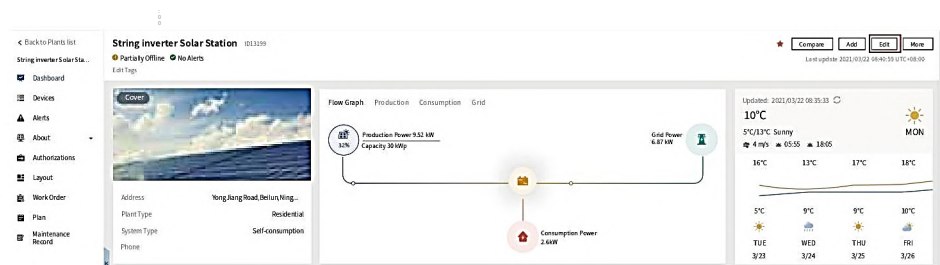 Back to Plants list
String inverter Solar Sta...
Dashboard
Devices
Alerts
About
Authorizations
Layout
Work Order
Plan
Maintenance
Record
String inverter Solar Station ID13199
Partially Offline No Alerts
Edit Tags
Compare Add Edit More
Last update 2021/03/22 08:40:59 UTC+08:00
Cover
Address YongJiang Road,Beilun,Ning...
Plant Type Residential
System Type Self-consumption
Phone
Flow Graph Production Consumption Grid
32%
Production Power 9.52 kW
Capacity 30 kWp
Grid Power
6.87 kW
Consumption Power
2.6kW
Updated: 2021/03/22 08:35:33
10°C
5°C/13°C Sunny
MON
4 m/s 05:55 18:05
16°C 13°C 17°C 18°C
5°C 9°C 9°C 10°C
TUE WED THU FRI
3/23 3/24 3/25 3/26